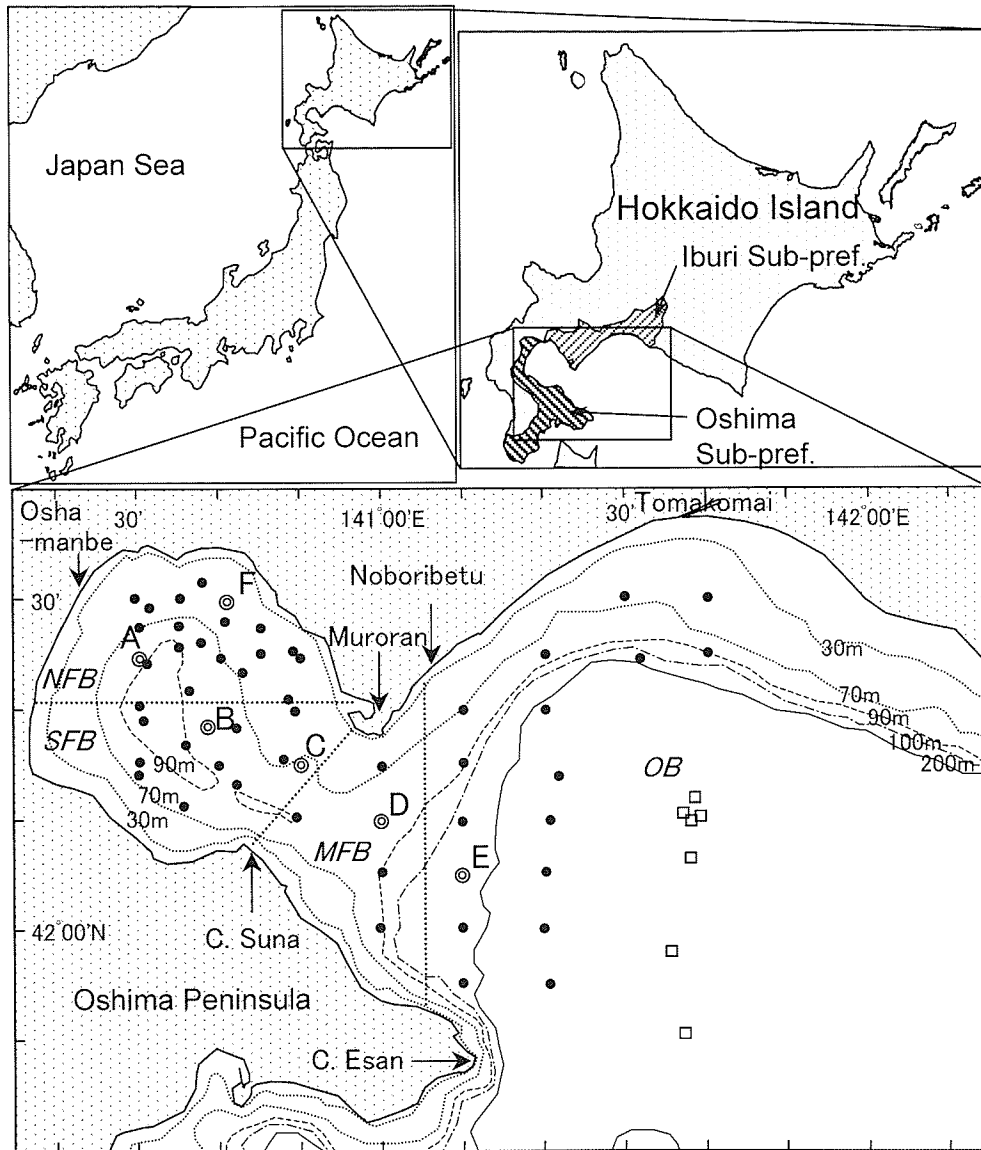 Japan Sea
Pacific Ocean
Hokkaido Island
Iburi Sub-pref.
Oshima
Sub-pref.
Osha
-manbe
30'
141°00'E
30'
Tomakomai
142°00'E
Noboribetu
Muroran
30'
F
A
NFB
SFB
B
C
90m
70m
30m
D
MFB
E
OB
30m
70m
90m
100m
200m
42°00'N
C. Suna
Oshima Peninsula
C. Esan